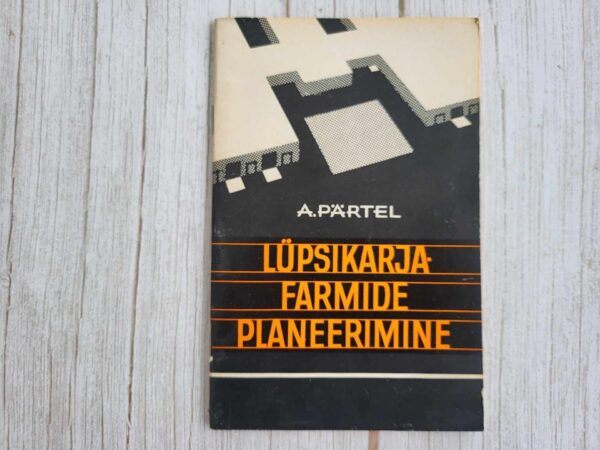 A.PÄRTEL
LÜPSIKARJA-
FARMIDE
PLANEERIMINE